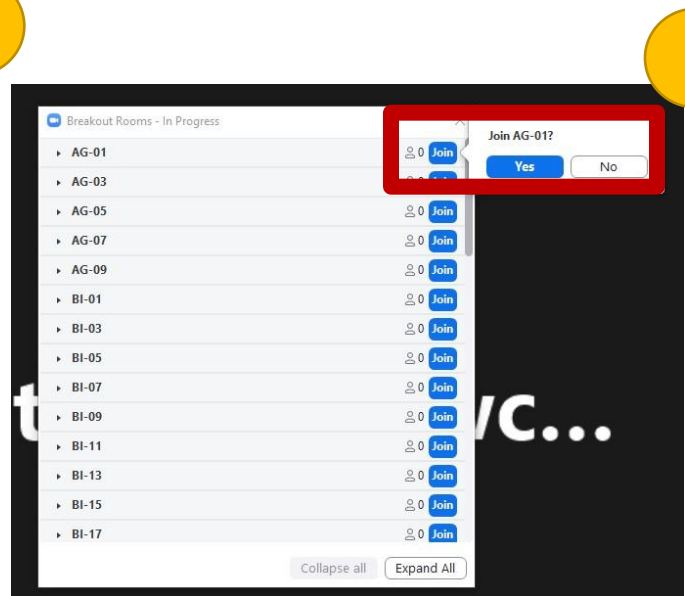 Breakout Rooms - In Progress
Join AG-01?
Yes No
AG-01 0 Join
AG-03
AG-05 0 Join
AG-07 0 Join
AG-09 0 Join
BI-01 0 Join
BI-03 0 Join
BI-05 0 Join
BI-07 0 Join
BI-09 0 Join
BI-11 0 Join
BI-13 0 Join
BI-15 0 Join
BI-17 0 Join
Collapse all Expand All